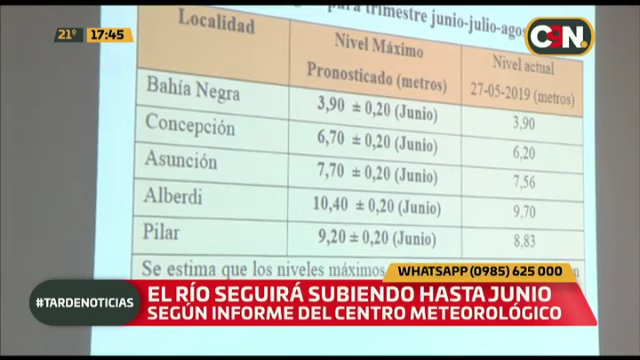 21° 17:45
para trimestre junio-julio-agos
C9N
Localidad Nivel Máximo Pronosticado (metros) Nivel actual 27-05-2019 (metros)
Bahía Negra 3,90 ± 0,20 (Junio) 3,90
Concepción 6,70 ± 0,20 (Junio) 6,20
Asunción 7,70 ± 0,20 (Junio) 7,56
Alberdi 10,40 ± 0,20 (Junio) 9,70
Pilar 9,20 ± 0,20 (Junio) 8,83
Se estima que los niveles máximos
WHATSAPP (0985) 625 000
#TARDENOTICIAS
EL RÍO SEGUIRÁ SUBIENDO HASTA JUNIO
SEGÚN INFORME DEL CENTRO METEOROLÓGICO